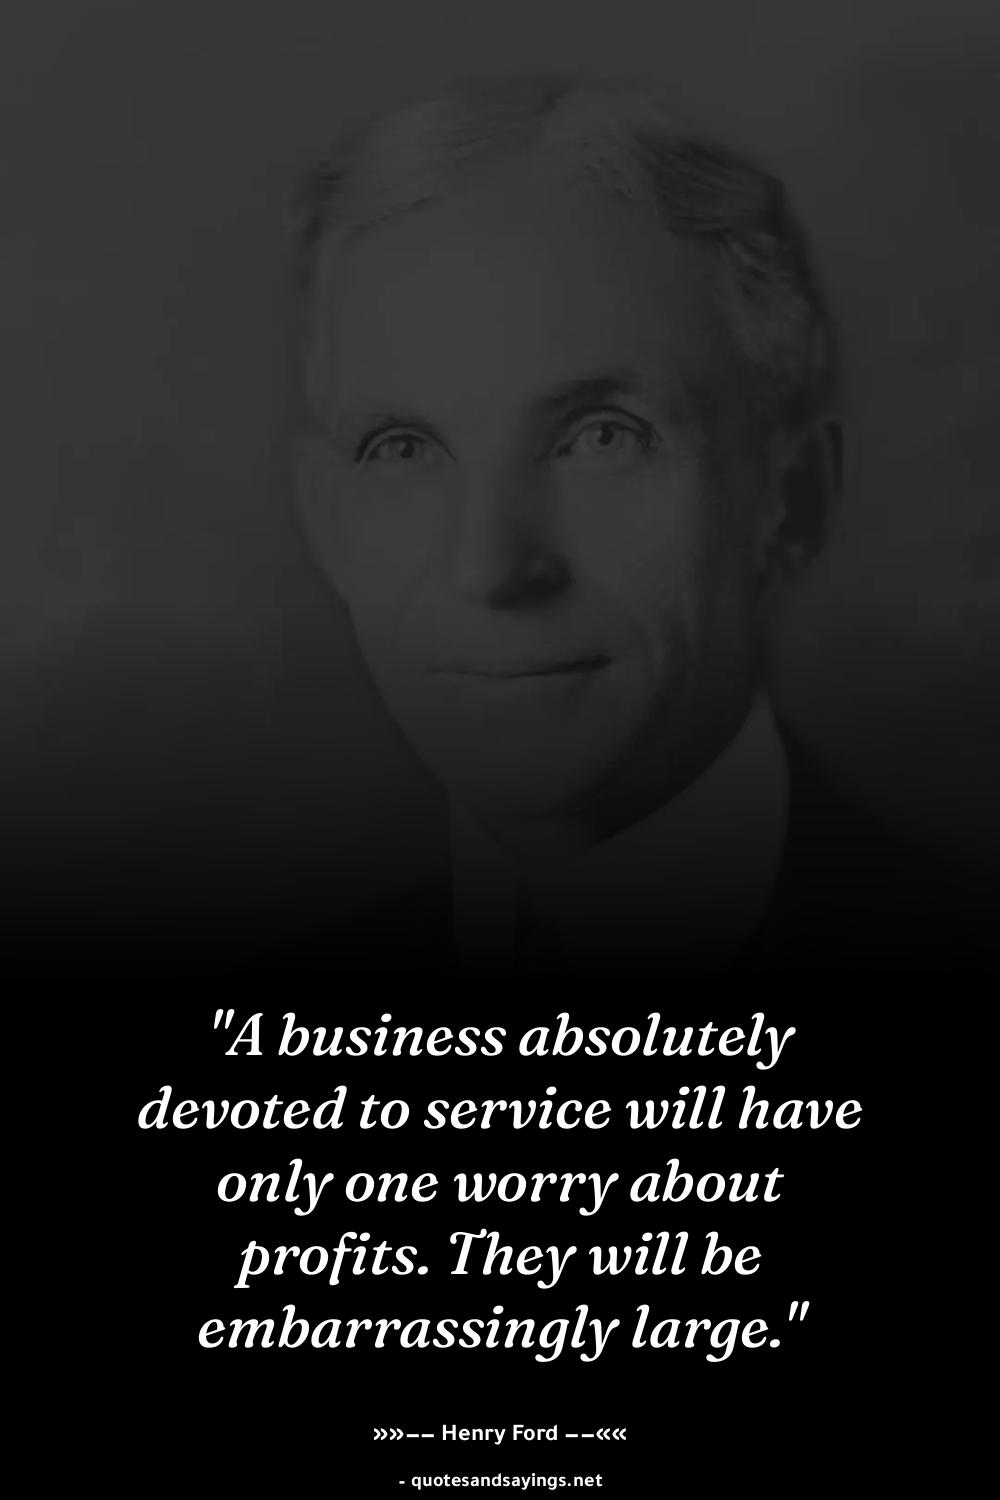 "A business absolutely
devoted to service will have
only one worry about
profits. They will be
embarrassingly large."
»»–– Henry Ford ––««
- quotesandsayings.net